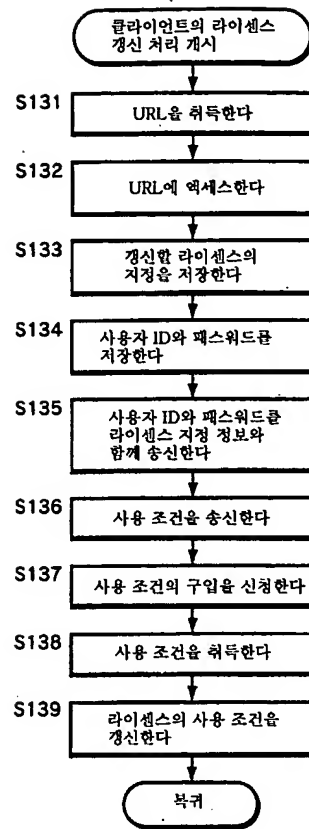 클라이언트의 라이센스
갱신 처리 개시
S131
URL을 취득한다
S132
URL에 엑세스한다
S133
갱신할 라이센스의
지정을 저장한다
S134
사용자 ID와 패스워드를
저장한다
S135
사용자 ID와 패스워드를
라이센스 지정 정보와
함께 송신한다
S136
사용 조건을 송신한다
S137
사용 조건의 구입을 신청한다
S138
사용 조건을 취득한다
S139
라이센스의 사용 조건을
갱신한다
복귀